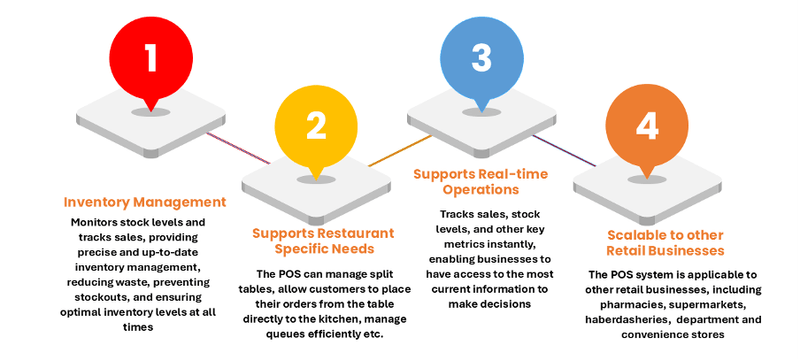 1
Inventory Management
Monitors stock levels and
tracks sales, providing
precise and up-to-date
inventory management,
reducing waste, preventing
stockouts, and ensuring
optimal inventory levels at all
times
2
Supports Restaurant
Specific Needs
The POS can manage split
tables, allow customers to place
their orders from the table
directly to the kitchen, manage
queues efficiently etc.
3
Supports Real-time
Operations
Tracks sales, stock
levels, and other key
metrics instantly,
enabling businesses to
have access to the most
current information to
make decisions
4
Scalable to other
Retail Businesses
The POS system is applicable to
other retail businesses, including
pharmacies, supermarkets,
haberdasheries, department and
convenience stores